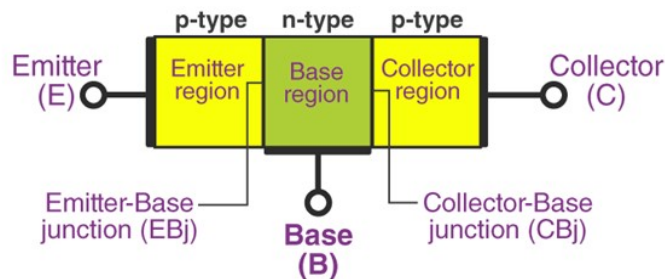 p-type n-type p-type
Emitter
(E)
Emitter
region
Base
region
Collector
region
Collector
(C)
Emitter-Base
junction (EBj)
Base
(B)
Collector-Base
junction (CBj)